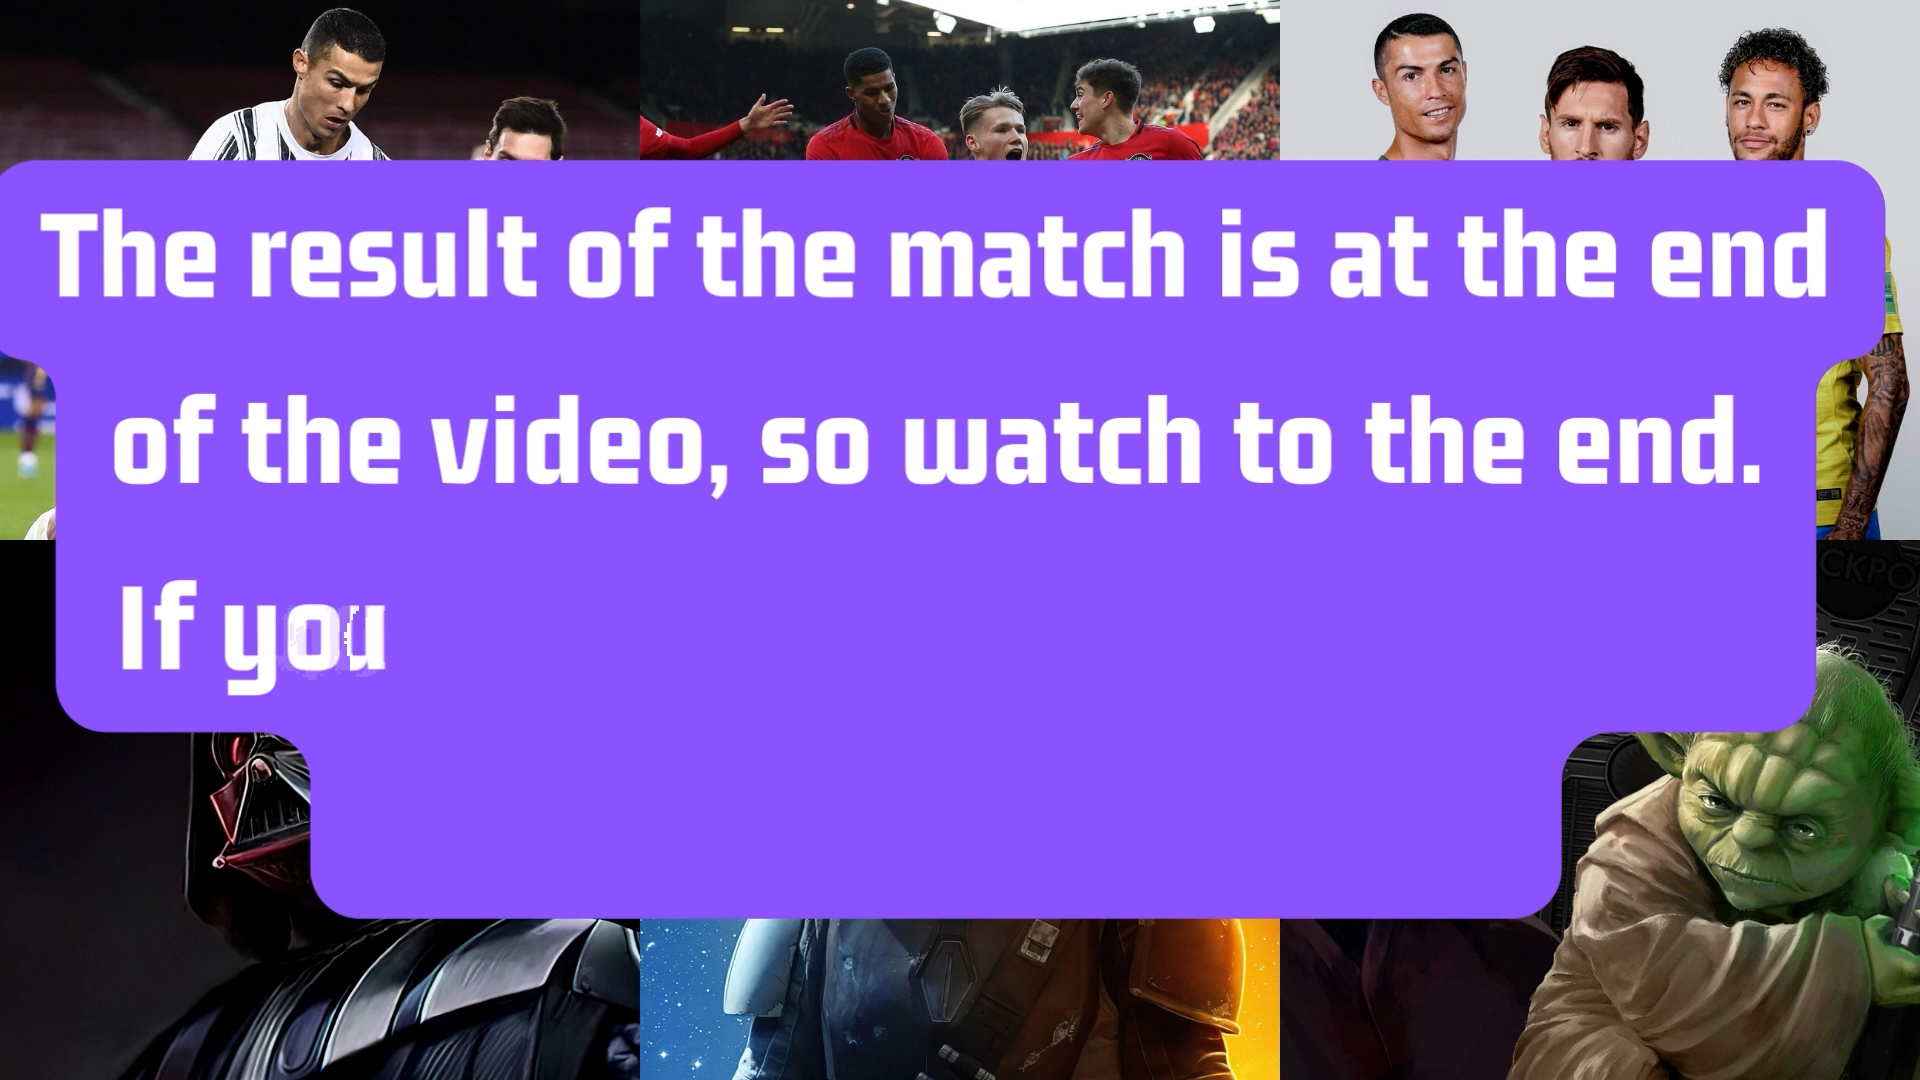 The result of the match is at the end
of the video, so watch to the end.
If you
CKPO